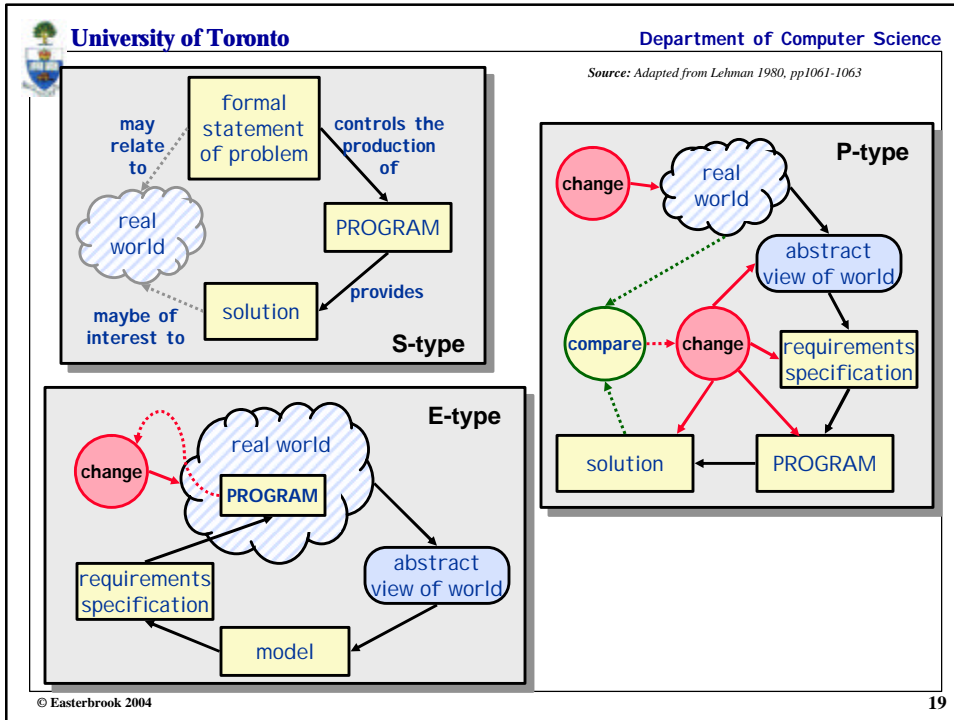 University of Toronto
Department of Computer Science
Source: Adapted from Lehman 1980, pp1061-1063
formal
statement
of problem
may
relate
to
controls the
production
of
real
world
PROGRAM
solution
provides
maybe of
interest to
S-type
P-type
change
real
world
abstract
view of world
compare
change
requirements
specification
solution
PROGRAM
E-type
real world
change
PROGRAM
requirements
specification
abstract
view of world
model
© Easterbrook 2004
19